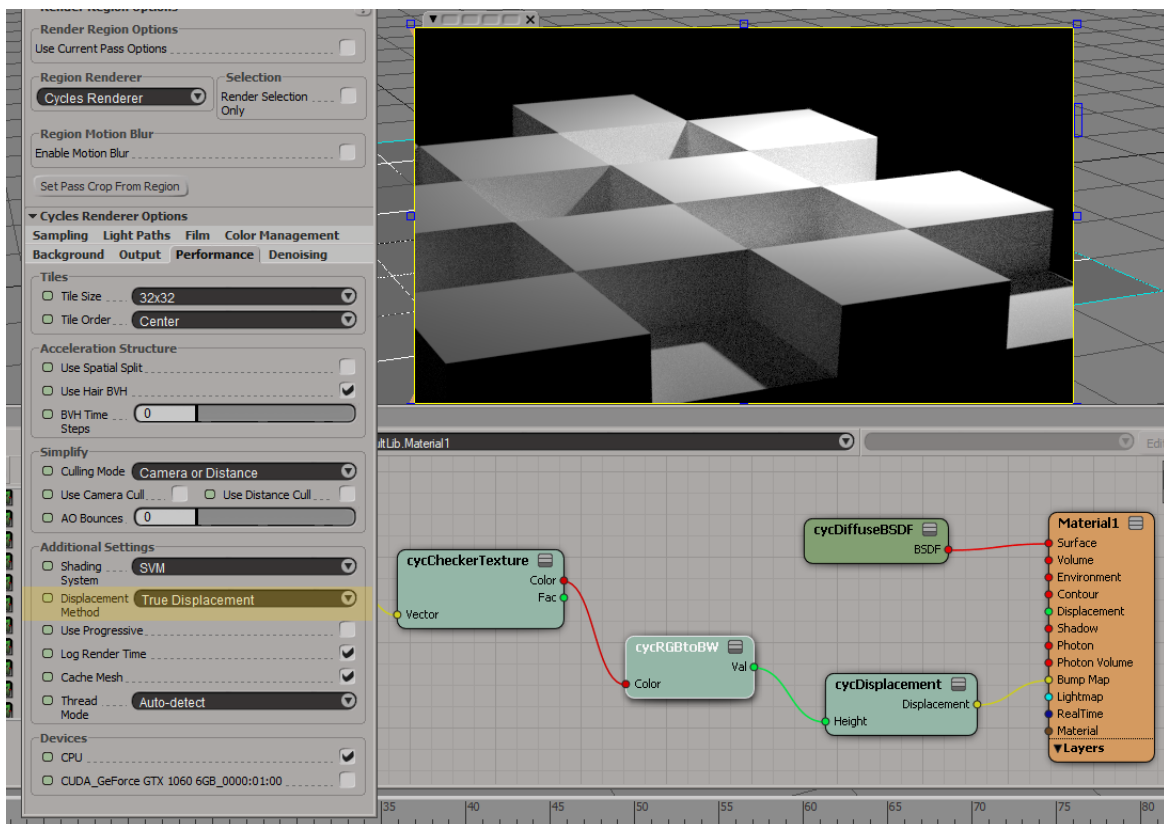 Render Region Options
Render Region Options
Use Current Pass Options
Region Renderer
Cycles Renderer
Selection
Render Selection Only
Region Motion Blur
Enable Motion Blur
Set Pass Crop From Region
Cycles Renderer Options
Sampling Light Paths Film Color Management
Background Output Performance Denoising
Tiles
Tile Size 32x32
Tile Order Center
Acceleration Structure
Use Spatial Split
Use Hair BVH
BVH Time Steps 0
Simplify
Culling Mode Camera or Distance
Use Camera Cull Use Distance Cull
AO Bounces 0
Additional Settings
Shading System SVM
Displacement Method True Displacement
Use Progressive
Log Render Time
Cache Mesh
Thread Mode Auto-detect
Devices
CPU
CUDA_GeForce GTX 1060 6GB_0000:01:00
ultLib.Material1
Edi
cycCheckerTexture
Color
Fac
Vector
cycRGBtoBW
Val
Color
cycDiffuseBSDF
BSDF
cycDisplacement
Displacement
Height
Material1
Surface
Volume
Environment
Contour
Displacement
Shadow
Photon
Photon Volume
Bump Map
Lightmap
RealTime
Material
Layers
35 40 45 50 55 60 65 70 75 80